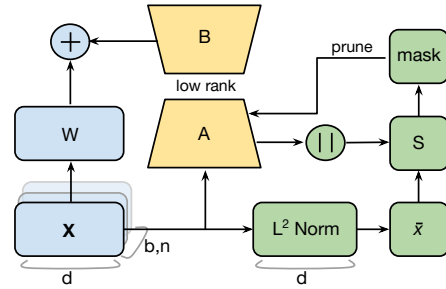 B
prune
mask
+
low rank
W
A
| |
S
X
b,n
L² Norm
x̄
d
d